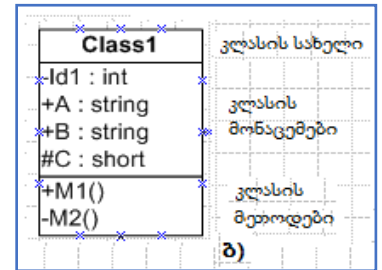 Class1
-Id1 : int
+A : string
+B : string
#C : short
+M1()
-M2()
კლასის სახელი
კლასის
მონაცემები
კლასის
მეთოდები
ბ)